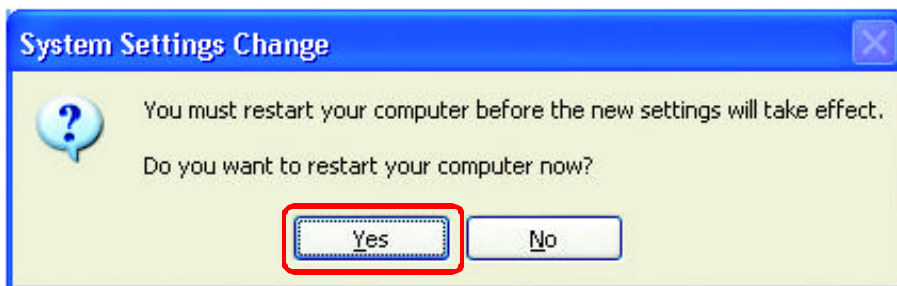 System Settings Change
You must restart your computer before the new settings will take effect.
Do you want to restart your computer now?
Yes
No